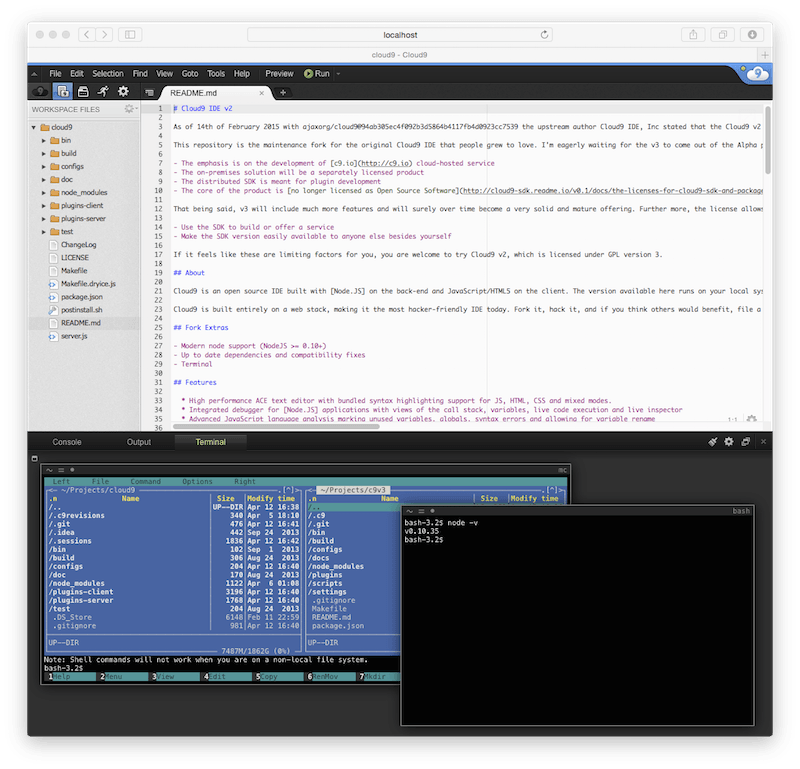 localhost
cloud9 - Cloud9
File Edit Selection Find View Goto Tools Help Preview Run
README.md
WORKSPACE FILES
cloud9
bin
build
configs
doc
node_modules
plugins-client
plugins-server
test
ChangeLog
LICENSE
Makefile
Makefile.dryice.js
package.json
postinstall.sh
README.md
server.js
1 # Cloud9 IDE v2
2
3 As of 14th of February 2015 with ajaxorg/cloud9094ab305ec4f092b3d5864b4117fb4d0923cc7539 the upstream author Cloud9 IDE, Inc stated that the Cloud9 v2
4
5 This repository is the maintenance fork for the original Cloud9 IDE that people grew to love. I'm eagerly waiting for the v3 to come out of the Alpha
6
7 - The emphasis is on the development of [c9.io](http://c9.io) cloud-hosted service
8 - The on-premises solution will be a separately licensed product
9 - The distributed SDK is meant for plugin development
10 - The core of the product is [no longer licensed as Open Source Software](http://cloud9-sdk.readme.io/v0.1/docs/the-licenses-for-cloud9-sdk-and-package
11
12 That being said, v3 will include much more features and will surely over time become a very solid and mature offering. Further more, the license allows
13
14 - Use the SDK to build or offer a service
15 - Make the SDK version easily available to anyone else besides yourself
16
17 If it feels like these are limiting factors for you, you are welcome to try Cloud9 v2, which is licensed under GPL version 3.
18
19 ## About
20
21 Cloud9 is an open source IDE built with [Node.JS] on the back-end and JavaScript/HTML5 on the client. The version available here runs on your local sys
22
23 Cloud9 is built entirely on a web stack, making it the most hacker-friendly IDE today. Fork it, hack it, and if you think others would benefit, file a
24
25 ## Fork Extras
26
27 - Modern node support (NodeJS >= 0.10+)
28 - Up to date dependencies and compatibility fixes
29 - Terminal
30
31 ## Features
32
33 * High performance ACE text editor with bundled syntax highlighting support for JS, HTML, CSS and mixed modes.
34 * Integrated debugger for [Node.JS] applications with views of the call stack, variables, live code execution and live inspector
35 * Advanced JavaScript language analysis marking unused variables, globals, syntax errors and allowing for variable rename
36
1:1
Console Output Terminal
mc
Left File Command Options Right
~/Projects/cloud9 .[^]>
.n Name Size Modify time
/.. UP--DIR Apr 12 16:38
/.c9revisions 340 Apr 5 18:10
/.git 476 Apr 12 16:41
/.idea 442 Sep 24 2013
/.sessions 1836 Apr 12 16:42
/bin 102 Sep 1 2013
/build 306 Aug 24 2013
/configs 204 Apr 12 16:40
/doc 170 Aug 24 2013
/node_modules 1122 Apr 6 01:08
/plugins-client 3196 Apr 12 16:40
/plugins-server 1768 Apr 12 16:40
/test 204 Aug 24 2013
.DS_Store 6148 Feb 11 22:59
.gitignore 981 Apr 12 16:40
UP--DIR
7487M/1862G (0%)
~/Projects/c9v3 .[^]>
.n Name Size Modify time
/..
/.c9
/.git
/bin
/build
/configs
/docs
/node_modules
/plugins
/scripts
/settings
.gitignore
Makefile
README.md
package.json
UP--DIR
Note: Shell commands will not work when you are on a non-local file system.
bash-3.2$
1Help 2Menu 3View 4Edit 5Copy 6RenMov 7Mkdir
bash
bash-3.2$ node -v
v0.10.35
bash-3.2$